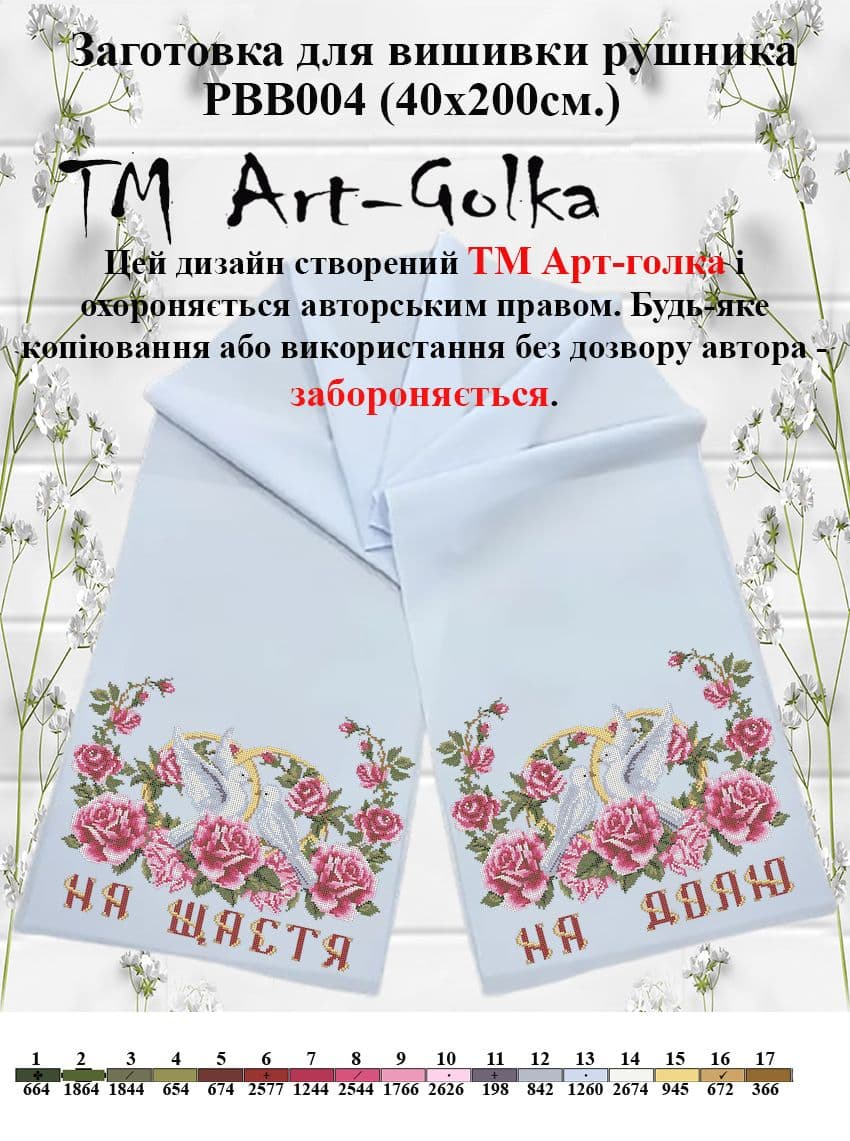 Заготовка для вишивки рушника
РВВ004 (40х200см.)
TM Art-Golka
Цей дизайн створений ТМ Арт-голка і
охороняється авторським правом. Будь-яке
копіювання або використання без дозволу автора -
забороняється.
НА ЩАСТЯ
НА ДОЛЮ
1 2 3 4 5 6 7 8 9 10 11 12 13 14 15 16 17
664 1864 1844 654 674 2577 1244 2544 1766 2626 198 842 1260 2674 945 672 366